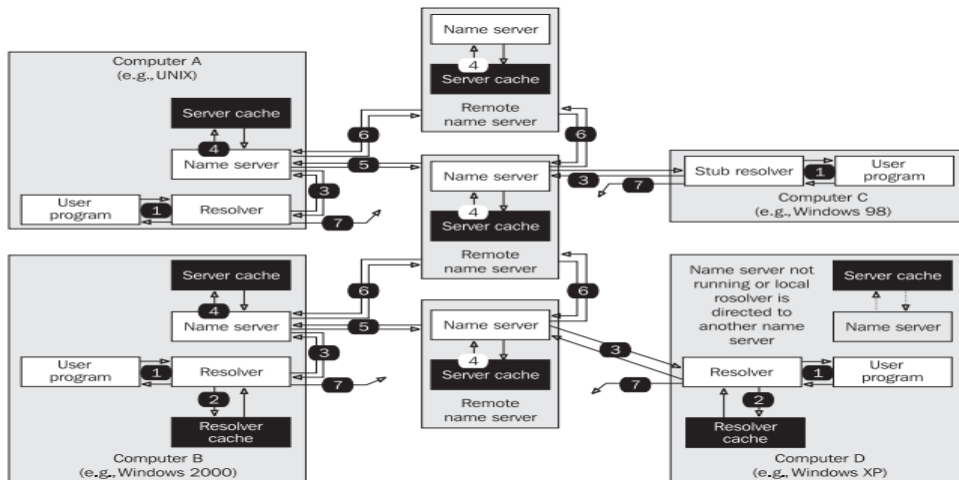 Computer A
(e.g., UNIX)
Server cache
4
Name server
3
User
program
1
Resolver
7
6
5
Name server
4
Server cache
Remote
name server
6
Name server
4
Server cache
Remote
name server
3
7
Stub resolver
1
User
program
Computer C
(e.g., Windows 98)
Server cache
4
Name server
3
User
program
1
Resolver
7
2
Resolver
cache
Computer B
(e.g., Windows 2000)
6
5
6
Name server
4
Server cache
Remote
name server
3
7
Name server not
running or local
rosolver is
directed to
another name
server
Server cache
Name server
Resolver
1
User
program
2
Resolver
cache
Computer D
(e.g., Windows XP)